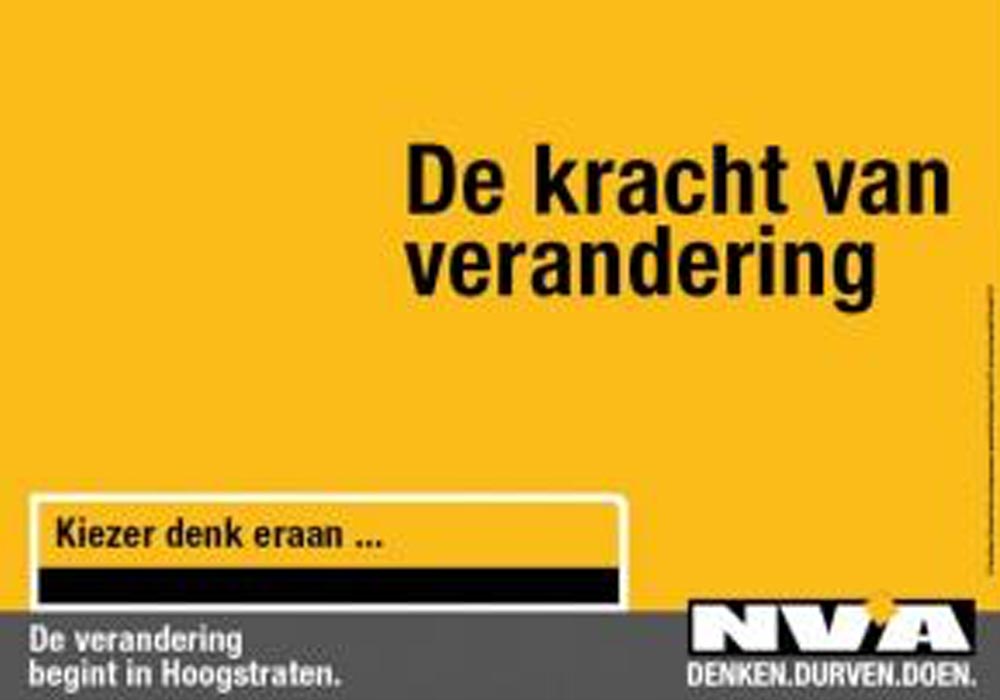 De kracht van
verandering
Kiezer denk eraan ...
De verandering
begint in Hoogstraten.
NVA
DENKEN.DURVEN.DOEN.